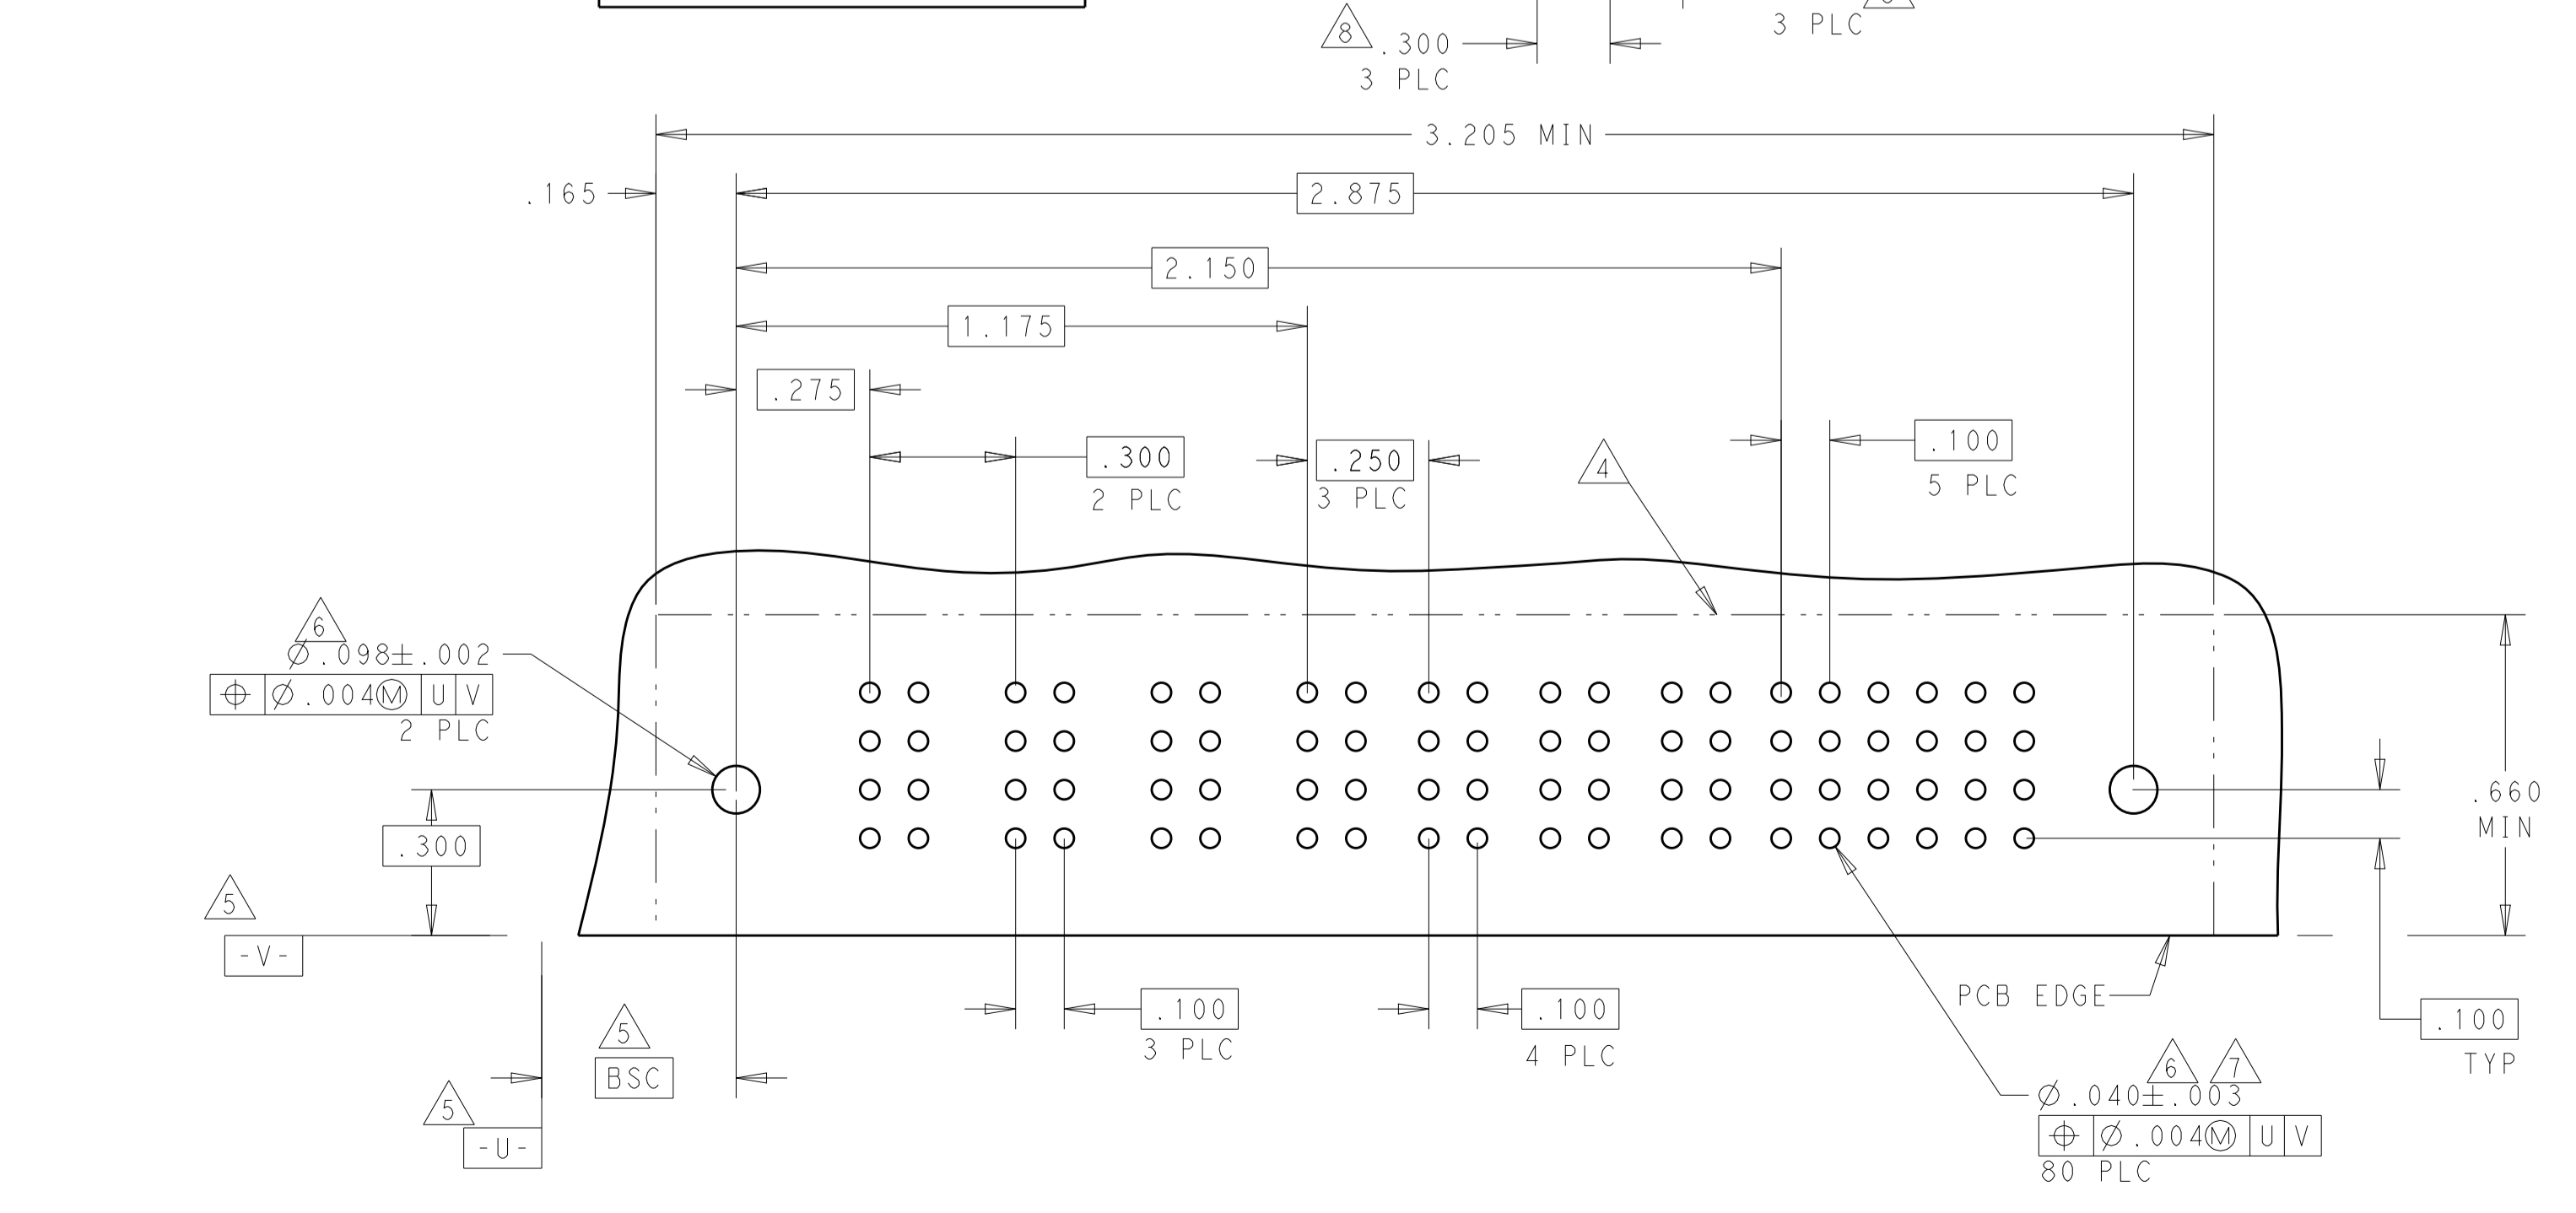 8
3 PLC
.300
3 PLC
3.205 MIN
.165
2.875
2.150
1.175
.275
.300
2 PLC
.250
3 PLC
4
.100
5 PLC
6
Ø.098±.002
⌖ Ø.004Ⓜ U V
2 PLC
.300
5
-V-
.660
MIN
PCB EDGE
5
BSC
.100
3 PLC
.100
4 PLC
.100
TYP
5
-U-
6 7
Ø.040±.003
⌖ Ø.004Ⓜ U V
80 PLC